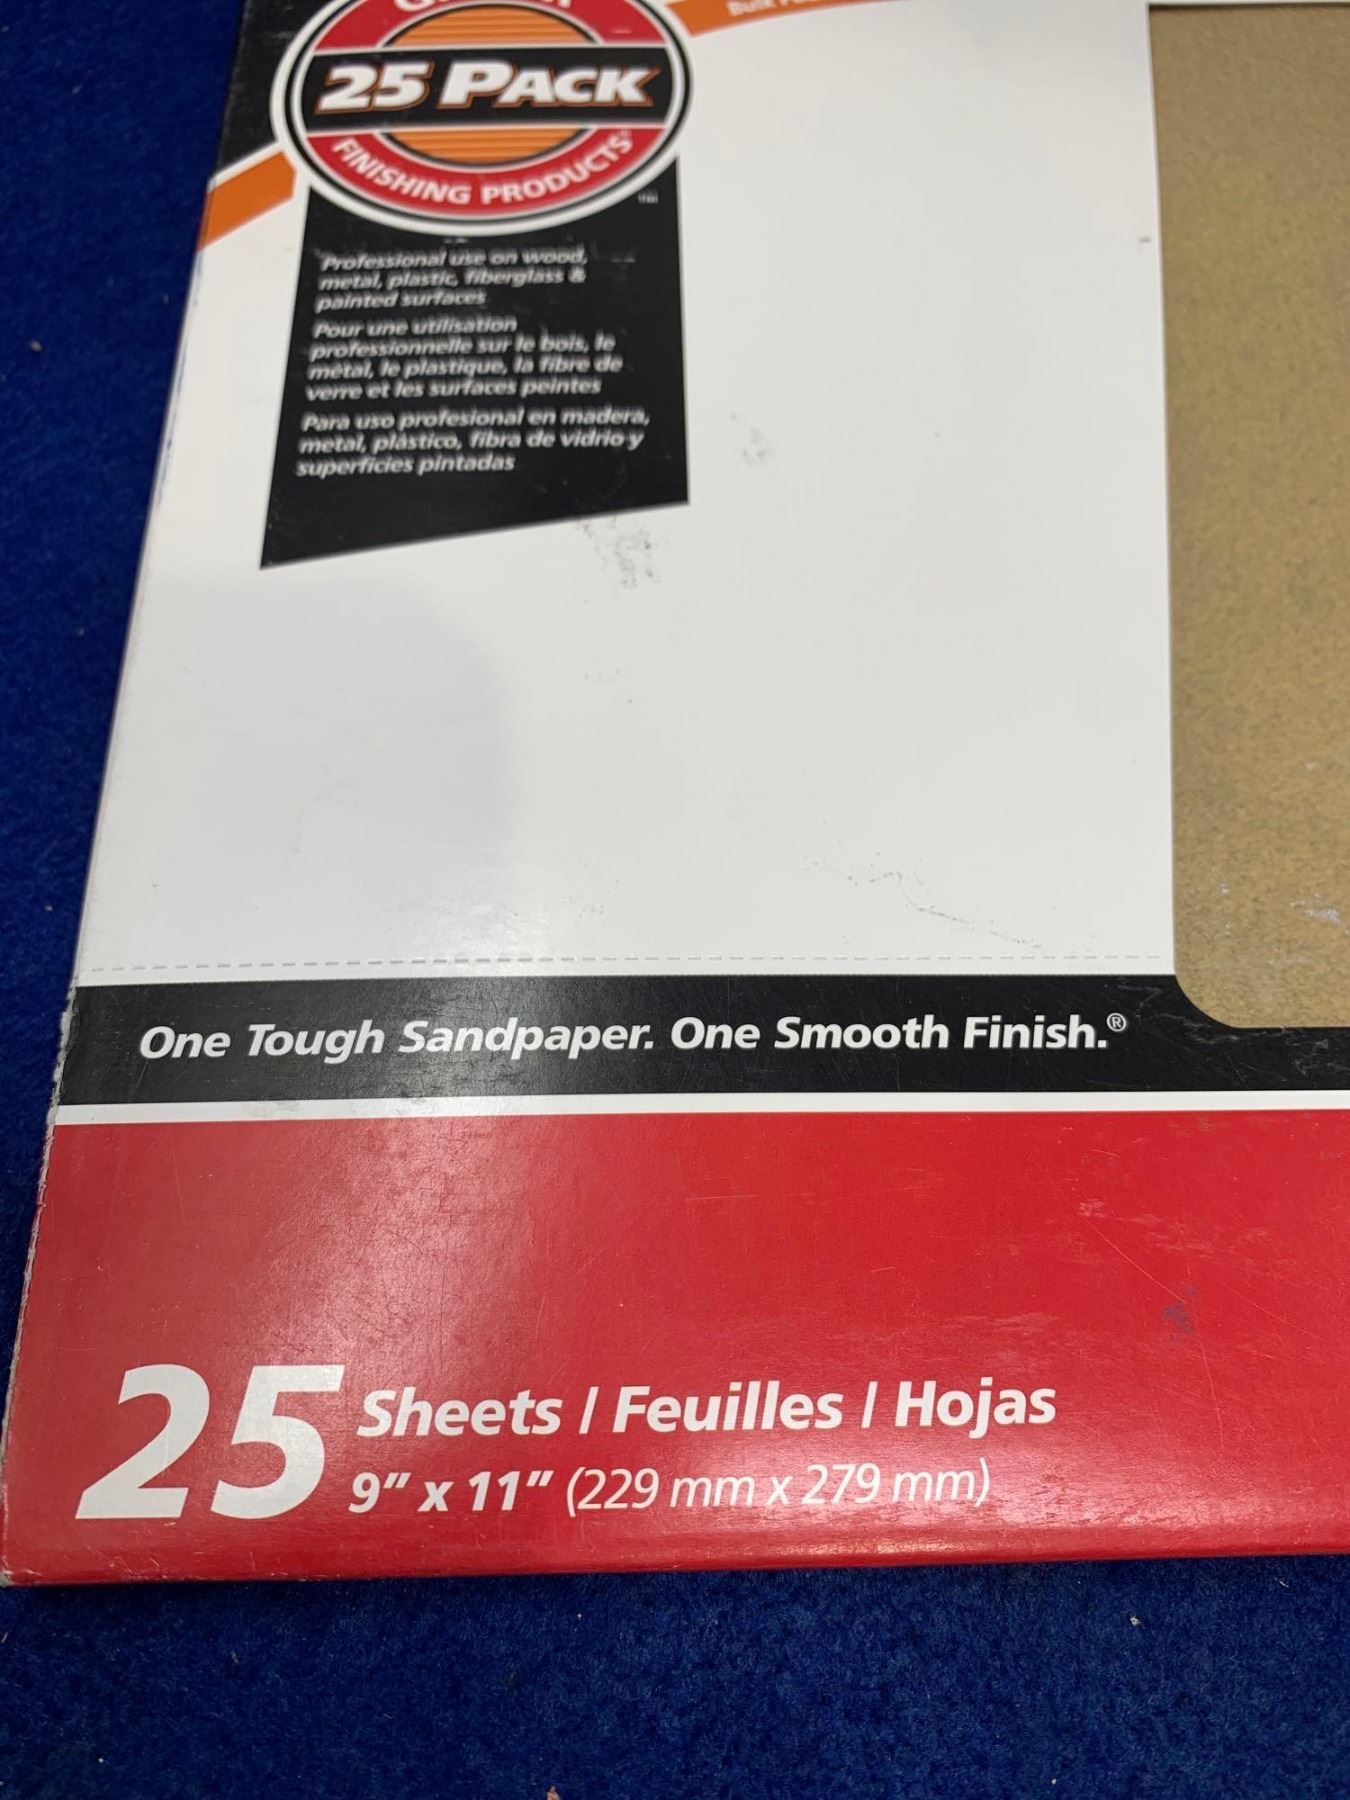 25 PACK
FINISHING PRODUCTS
TM
Professional use on wood,
metal, plastic, fiberglass &
painted surfaces
Pour une utilisation
professionnelle sur le bois, le
métal, le plastique, la fibre de
verre et les surfaces peintes
Para uso profesional en madera,
metal, plástico, fibra de vidrio y
superficies pintadas
One Tough Sandpaper. One Smooth Finish.®
25 Sheets / Feuilles / Hojas
9" x 11" (229 mm x 279 mm)